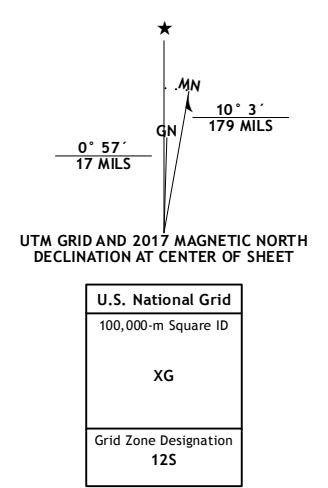 ★
MN
10° 3´
179 MILS
GN
0° 57´
17 MILS
UTM GRID AND 2017 MAGNETIC NORTH
DECLINATION AT CENTER OF SHEET
U.S. National Grid
100,000-m Square ID
XG
Grid Zone Designation
12S